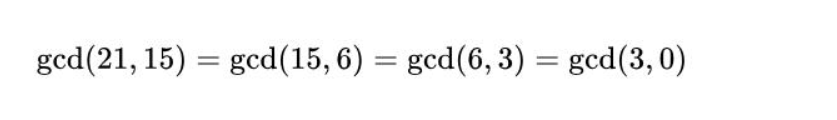 gcd(21, 15) = gcd(15, 6) = gcd(6, 3) = gcd(3, 0)